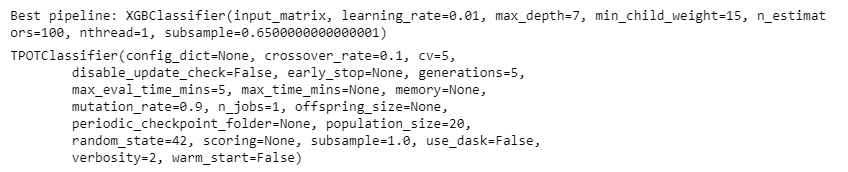 Best pipeline: XGBClassifier(input_matrix, learning_rate=0.01, max_depth=7, min_child_weight=15, n_estimat
ors=100, nthread=1, subsample=0.6500000000000001)
TPOTClassifier(config_dict=None, crossover_rate=0.1, cv=5,
disable_update_check=False, early_stop=None, generations=5,
max_eval_time_mins=5, max_time_mins=None, memory=None,
mutation_rate=0.9, n_jobs=1, offspring_size=None,
periodic_checkpoint_folder=None, population_size=20,
random_state=42, scoring=None, subsample=1.0, use_dask=False,
verbosity=2, warm_start=False)